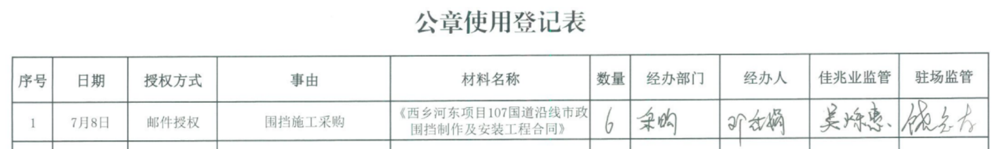 公章使用登记表
序号 日期 授权方式 事由 材料名称 数量 经办部门 经办人 佳兆业监管 驻场监管
1 7月8日 邮件授权 围挡施工采购 《西乡河东项目107国道沿线市政 6 采购
围挡制作及安装工程合同》